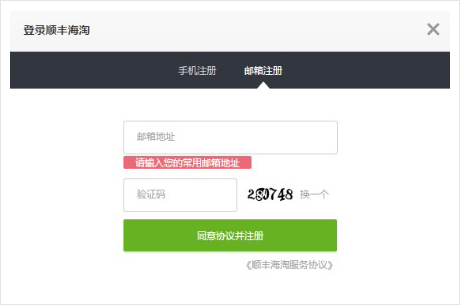 登录顺丰海淘
手机注册 邮箱注册
邮箱地址
请输入您的常用邮箱地址
验证码 260748 换一个
同意协议并注册
《顺丰海淘服务协议》